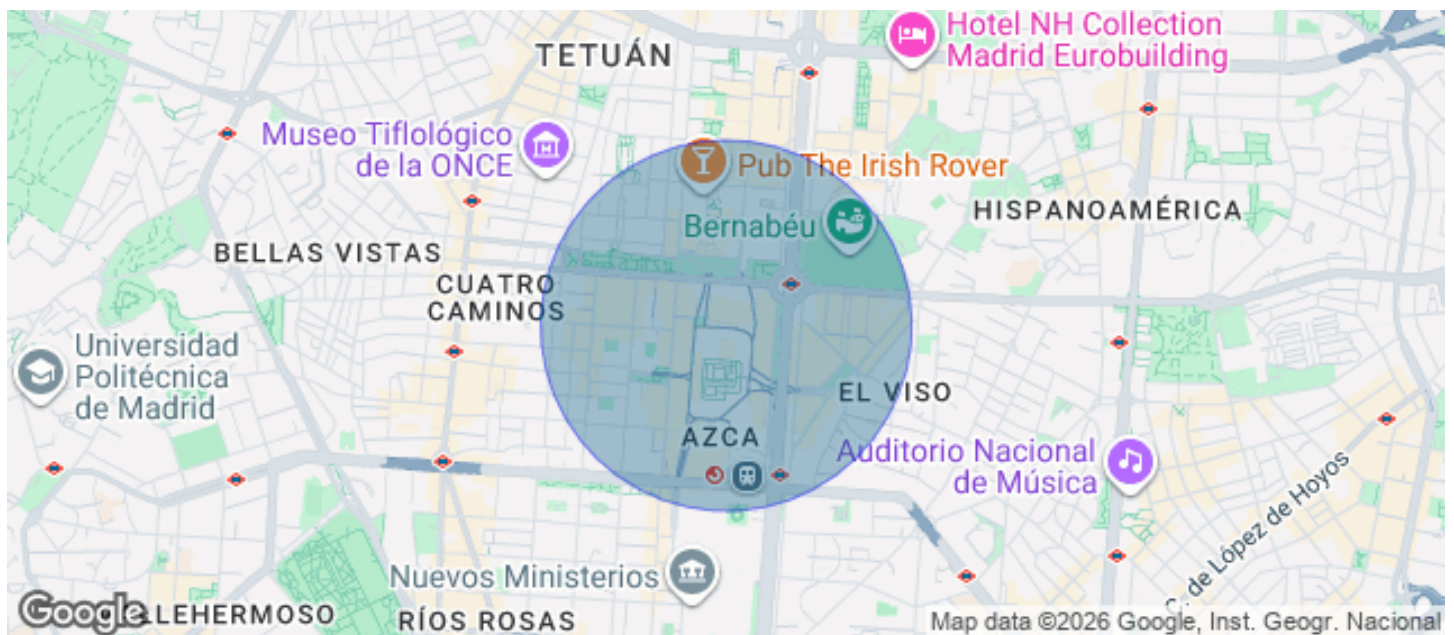 Hotel NH Collection
Madrid Eurobuilding
TETUÁN
Museo Tiflológico
de la ONCE
Pub The Irish Rover
Bernabéu
HISPANOAMÉRICA
BELLAS VISTAS
CUATRO
CAMINOS
Universidad
Politécnica
de Madrid
EL VISO
AZCA
Auditorio Nacional
de Música
C. de López de Hoyos
Nuevos Ministerios
RÍOS ROSAS
Google
Map data ©2026 Google, Inst. Geogr. Nacional